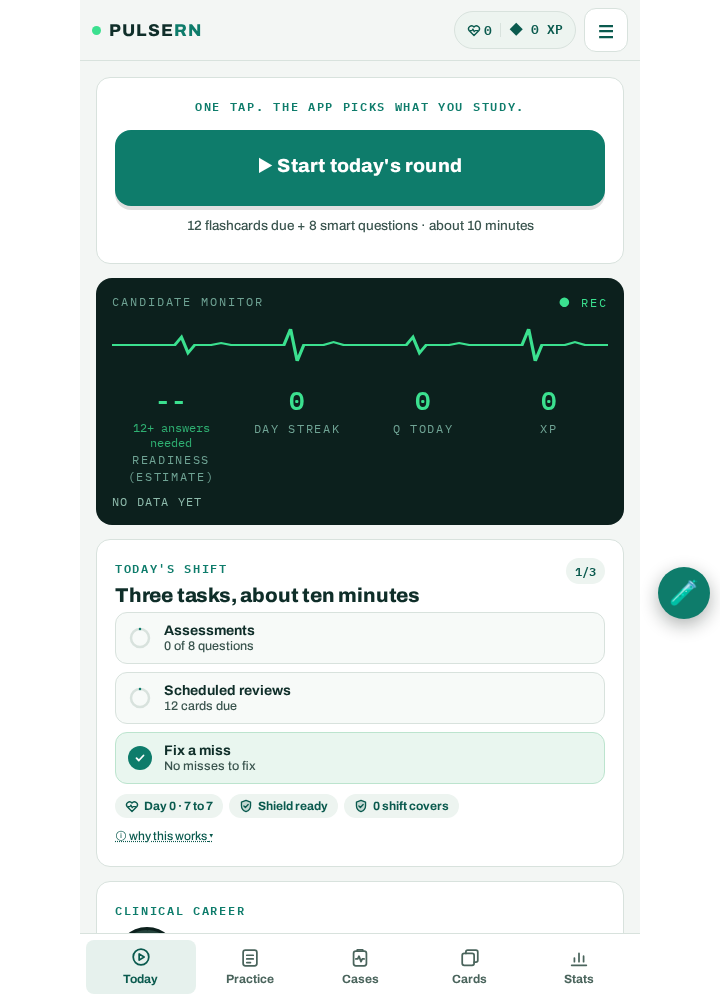 PULSERN
0
0 XP
ONE TAP. THE APP PICKS WHAT YOU STUDY.
Start today's round
12 flashcards due + 8 smart questions · about 10 minutes
CANDIDATE MONITOR
REC
--
12+ answers
needed
READINESS
(ESTIMATE)
0
DAY STREAK
0
Q TODAY
0
XP
NO DATA YET
TODAY'S SHIFT
1/3
Three tasks, about ten minutes
Assessments
0 of 8 questions
Scheduled reviews
12 cards due
Fix a miss
No misses to fix
Day 0 · 7 to 7
Shield ready
0 shift covers
ⓘ why this works ▾
CLINICAL CAREER
Today
Practice
Cases
Cards
Stats